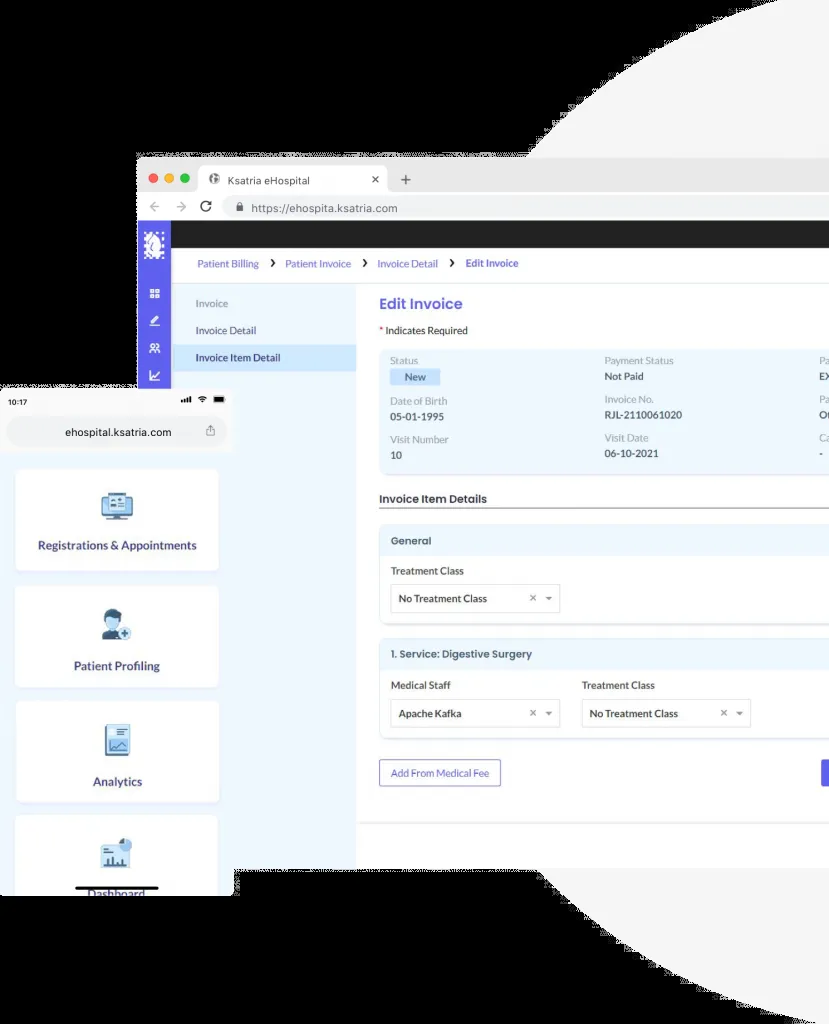 Ksatria eHospital
https://ehospita.ksatria.com
Patient Billing Patient Invoice Invoice Detail Edit Invoice
Invoice
Invoice Detail
Invoice Item Detail
Edit Invoice
* Indicates Required
Status Payment Status Pa
New Not Paid EX
Date of Birth Invoice No. Pa
05-01-1995 RJL-2110061020
Visit Number Visit Date Ca
10 06-10-2021 -
Invoice Item Details
General
Treatment Class
No Treatment Class
1. Service: Digestive Surgery
Medical Staff Treatment Class
Apache Kafka No Treatment Class
Add From Medical Fee
10:17
ehospital.ksatria.com
Registrations & Appointments
Patient Profiling
Analytics
Dashboard